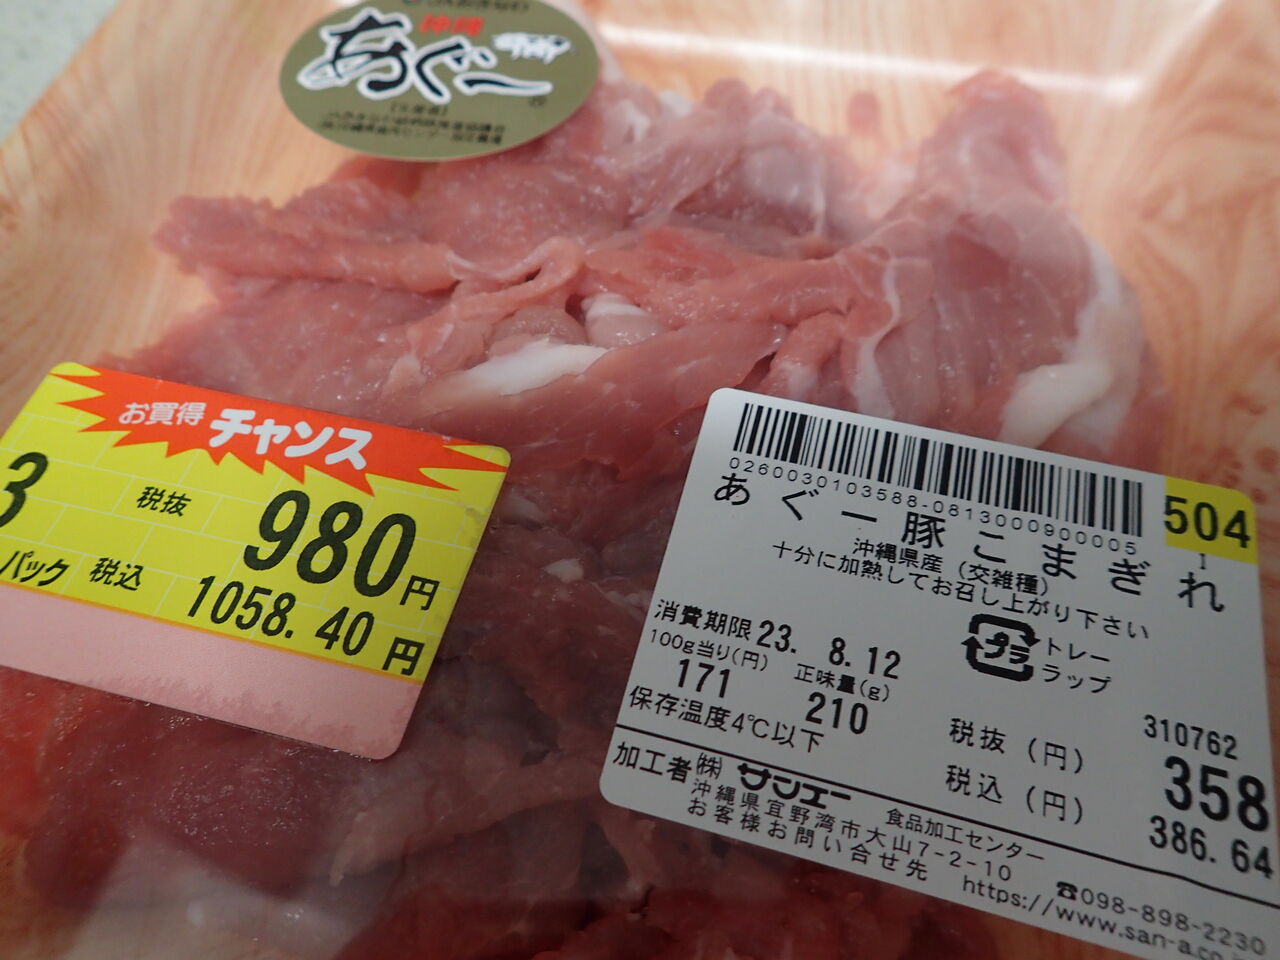 沖縄
あぐー
お買得 チャンス
3 税抜 980円
パック 税込 1058.40円
0260030103588-0813000900005
504
あぐー豚こまぎれ
沖縄県産(交雑種)
十分に加熱してお召し上がり下さい
プラ
トレー
ラップ
消費期限 23. 8.12
100g当り(円) 正味量(g)
171 210
保存温度4℃以下
310762
税抜(円) 358
税込(円) 386.64
加工者 (株)サンエー 食品加工センター
沖縄県宜野湾市大山7-2-10
お客様お問い合せ先 ☎098-898-2230
https://www.san-a.co